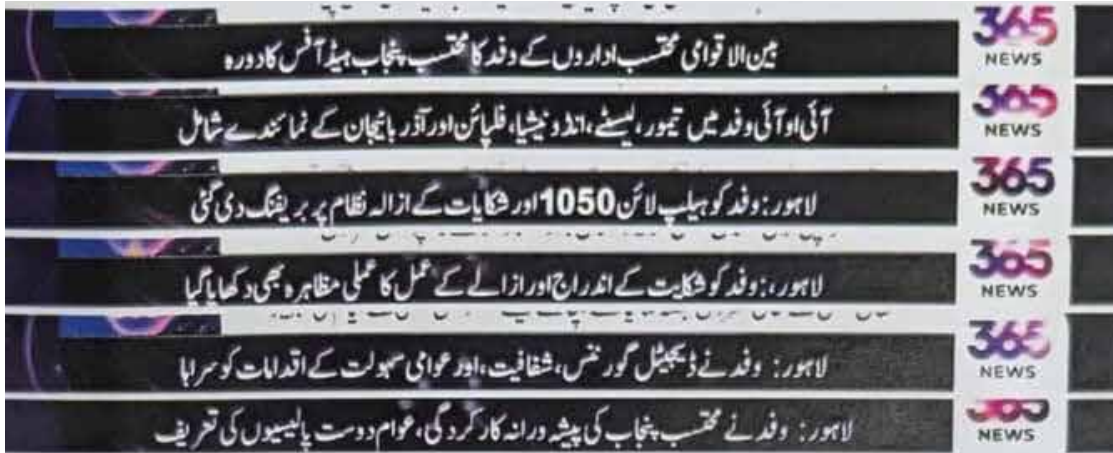 بین الاقوامی محتسب اداروں کے وفد کا محتسب پنجاب ہیڈ آفس کا دورہ
365 NEWS
آئی او آئی وفد میں تیمور، لیسٹے، انڈونیشیا، فلپائن اور آذربائیجان کے نمائندے شامل
365 NEWS
لاہور: وفد کو ہیلپ لائن 1050 اور شکایات کے ازالہ نظام پر بریفنگ دی گئی
365 NEWS
لاہور،: وفد کو شکایت کے اندراج اور ازالے کے عمل کا عملی مظاہرہ بھی دکھایا گیا
365 NEWS
لاہور: وفد نے ڈیجیٹل گورننس، شفافیت، اور عوامی سہولت کے اقدامات کو سراہا
365 NEWS
لاہور: وفد نے محتسب پنجاب کی پیشہ ورانہ کارکردگی، عوام دوست پالیسیوں کی تعریف
365 NEWS